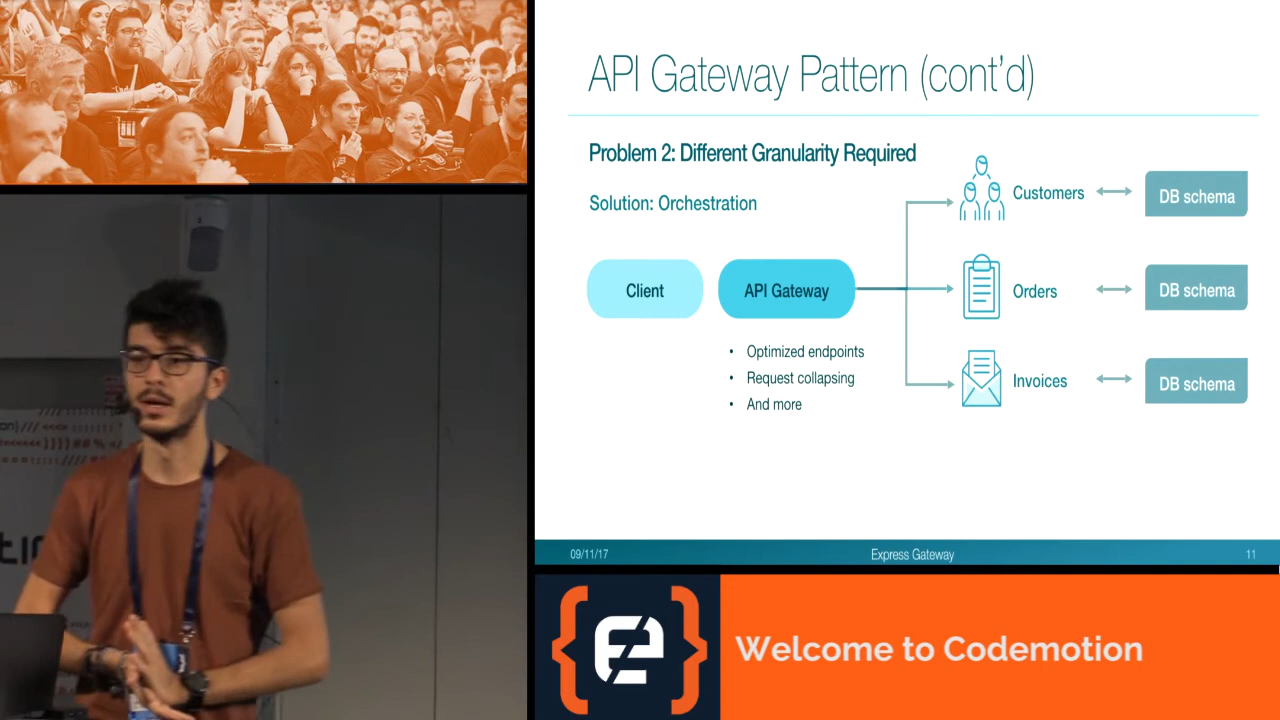 API Gateway Pattern (cont'd)
Problem 2: Different Granularity Required
Solution: Orchestration
Client
API Gateway
Customers
DB schema
Orders
DB schema
Invoices
DB schema
• Optimized endpoints
• Request collapsing
• And more
09/11/17
Express Gateway
11
Welcome to Codemotion